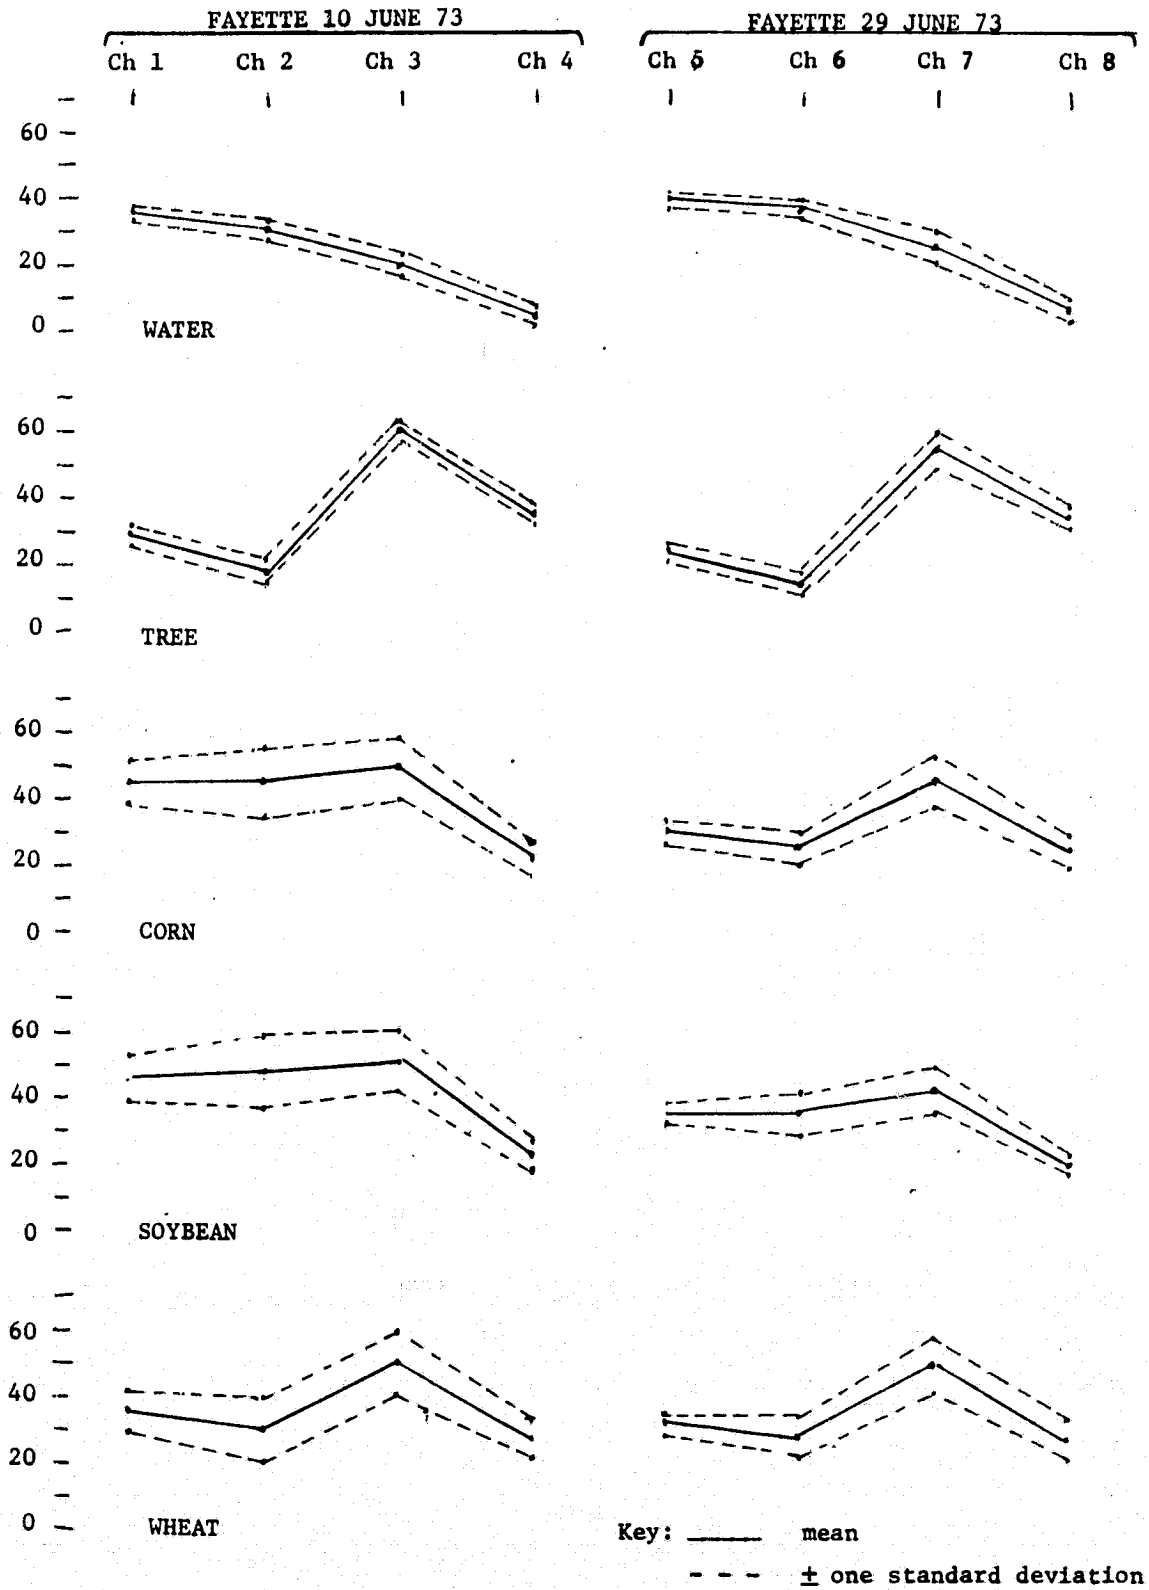 FAYETTE 10 JUNE 73 FAYETTE 29 JUNE 73
Ch 1 Ch 2 Ch 3 Ch 4 Ch 5 Ch 6 Ch 7 Ch 8
60
40
20
0
WATER
60
40
20
0
TREE
60
40
20
0
CORN
60
40
20
0
SOYBEAN
60
40
20
0
WHEAT
Key: mean
± one standard deviation